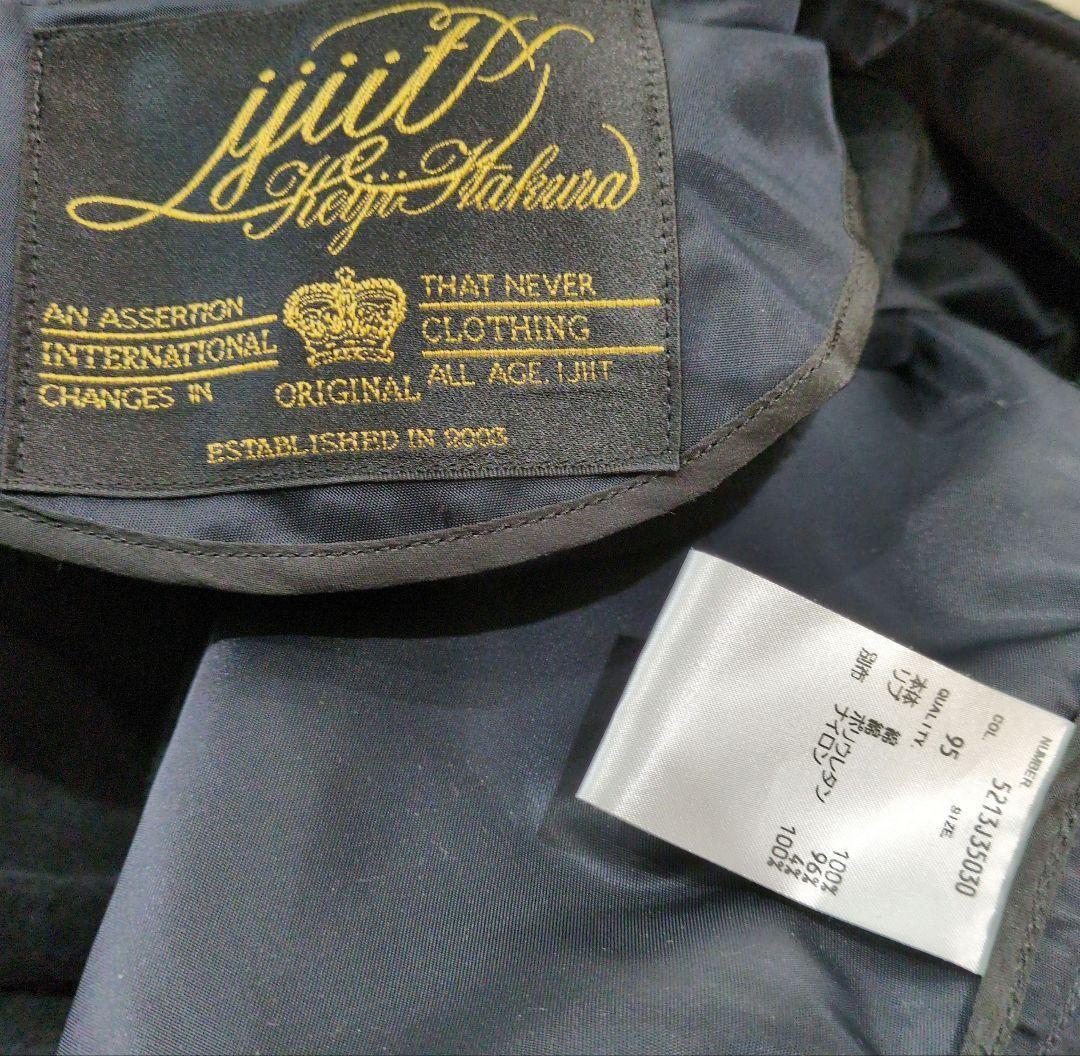 ijiit
Keiji Itakura
AN ASSERTION
INTERNATIONAL
CHANGES IN
ORIGINAL
THAT NEVER
CLOTHING
ALL AGE. IJIIT
ESTABLISHED IN 2003
NUMBER 5213J35030
COL. 95 SIZE.
QUALITY.
本体 綿 100%
リブ 綿 96%
ポリウレタン 4%
別布 ナイロン 100%